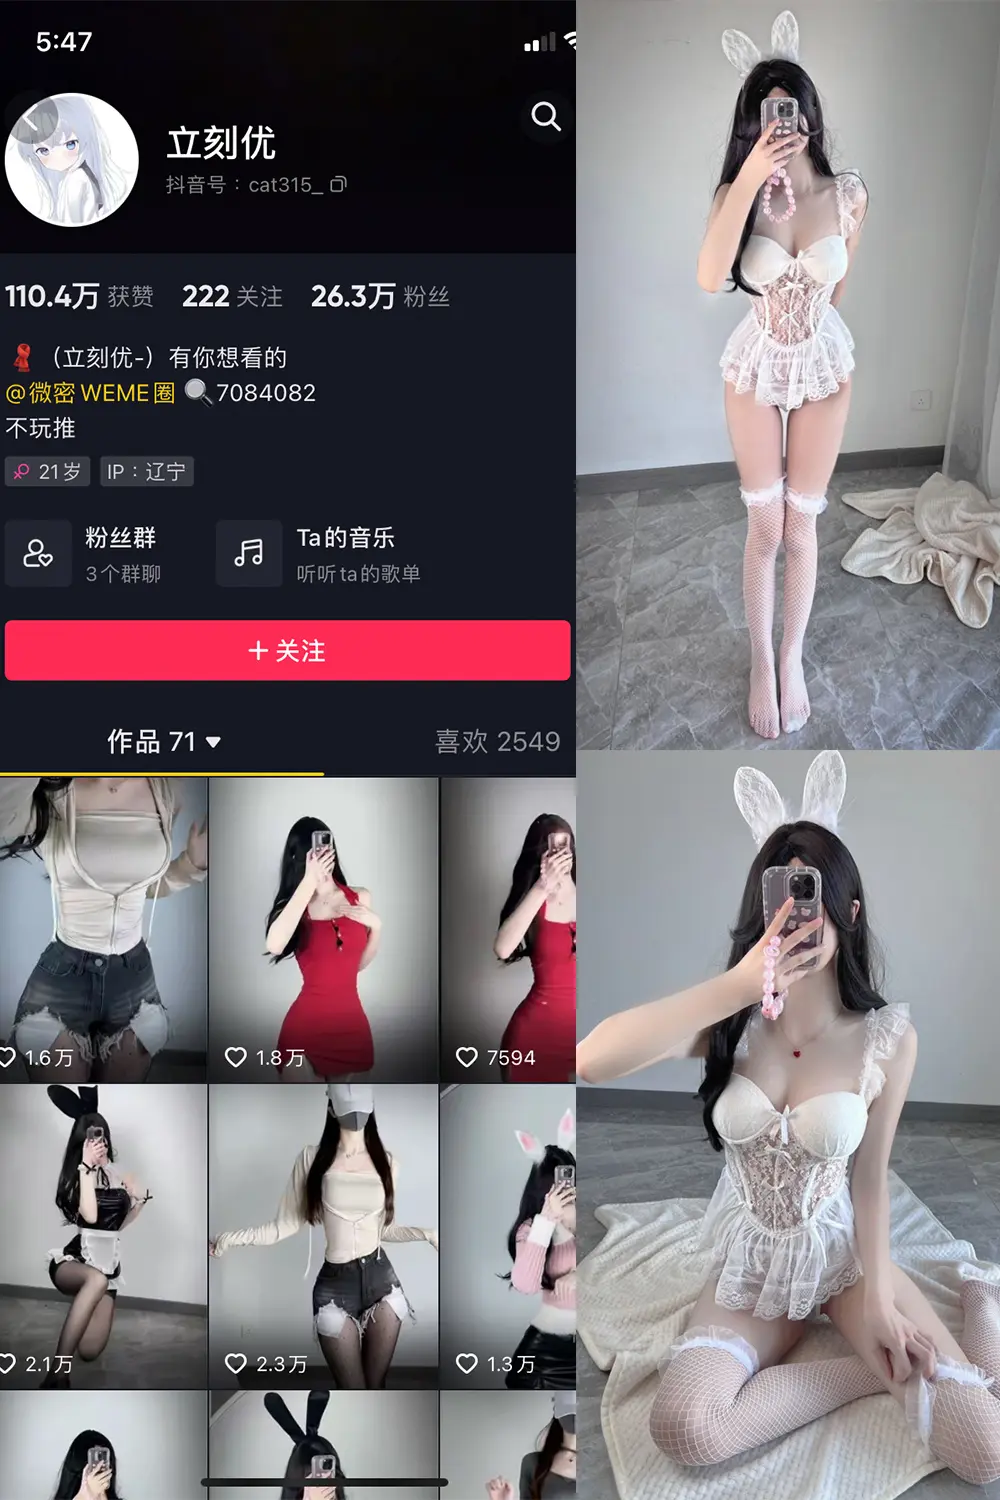 5:47
立刻优
抖音号：cat315_
110.4万 获赞 222 关注 26.3万 粉丝
（立刻优-）有你想看的
@微密 WEME圈 7084082
不玩推
21岁 IP：辽宁
粉丝群 Ta的音乐
3个群聊 听听ta的歌单
+ 关注
作品 71 喜欢 2549
1.6万 1.8万 7594
2.1万 2.3万 1.3万